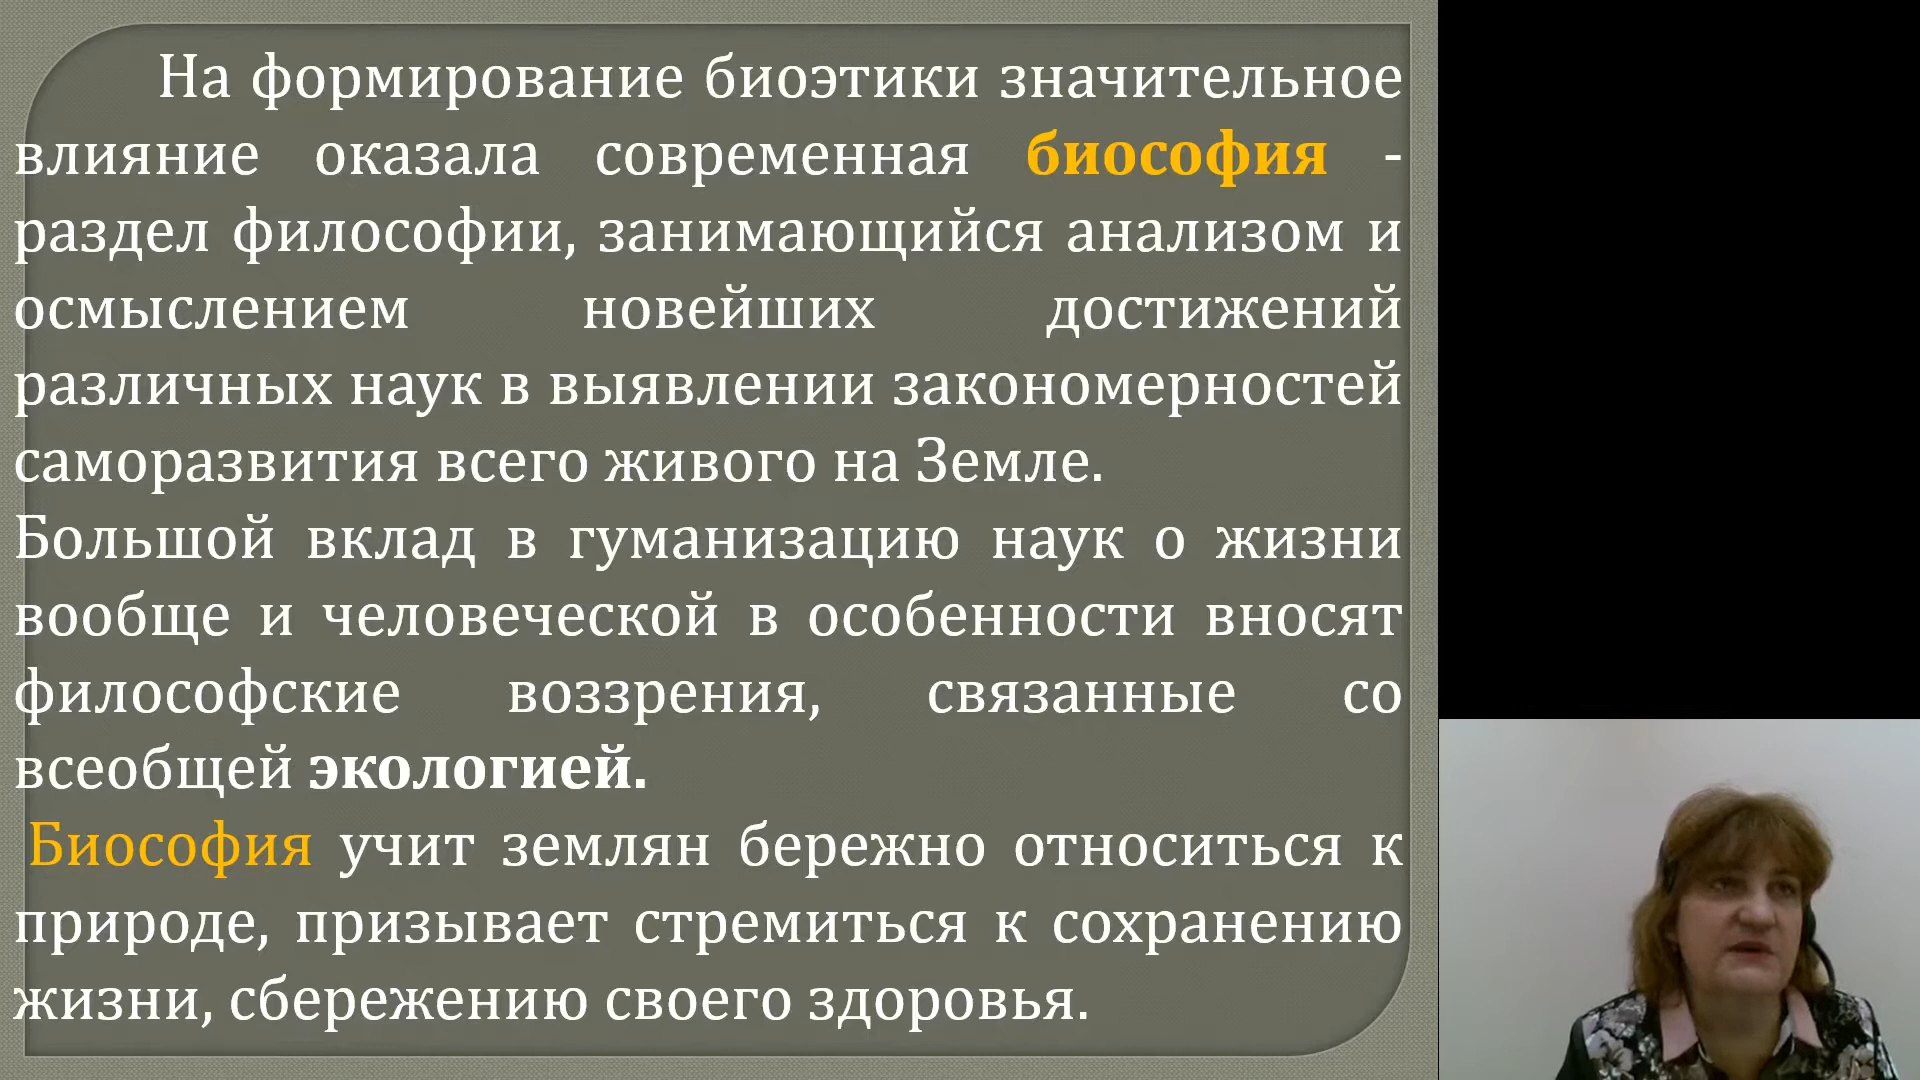 На формирование биоэтики значительное
влияние оказала современная биософия -
раздел философии, занимающийся анализом и
осмыслением новейших достижений
различных наук в выявлении закономерностей
саморазвития всего живого на Земле.
Большой вклад в гуманизацию наук о жизни
вообще и человеческой в особенности вносят
философские воззрения, связанные со
всеобщей экологией.
Биософия учит землян бережно относиться к
природе, призывает стремиться к сохранению
жизни, сбережению своего здоровья.